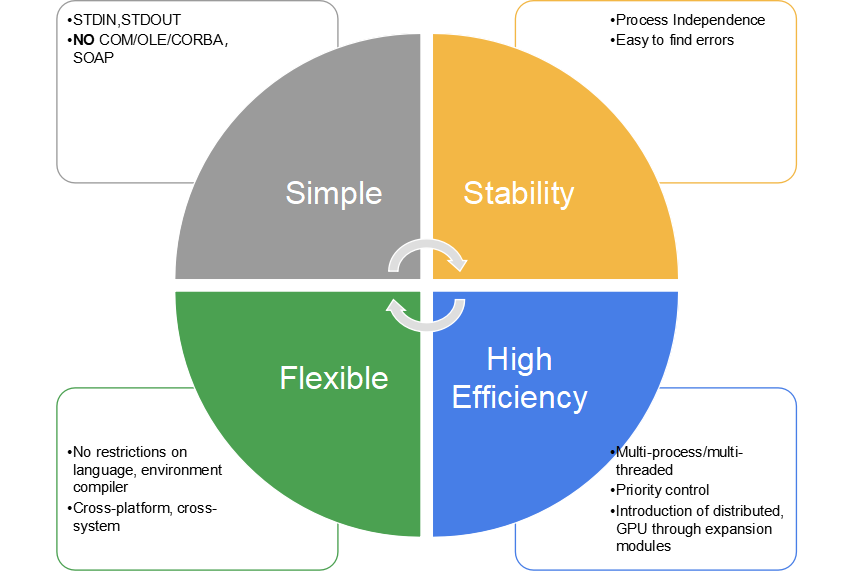 •STDIN,STDOUT
•NO COM/OLE/CORBA,
SOAP
•Process Independence
•Easy to find errors
Simple
Stability
Flexible
High
Efficiency
•No restrictions on
language, environment
compiler
•Cross-platform, cross-
system
•Multi-process/multi-
threaded
•Priority control
•Introduction of distributed,
GPU through expansion
modules